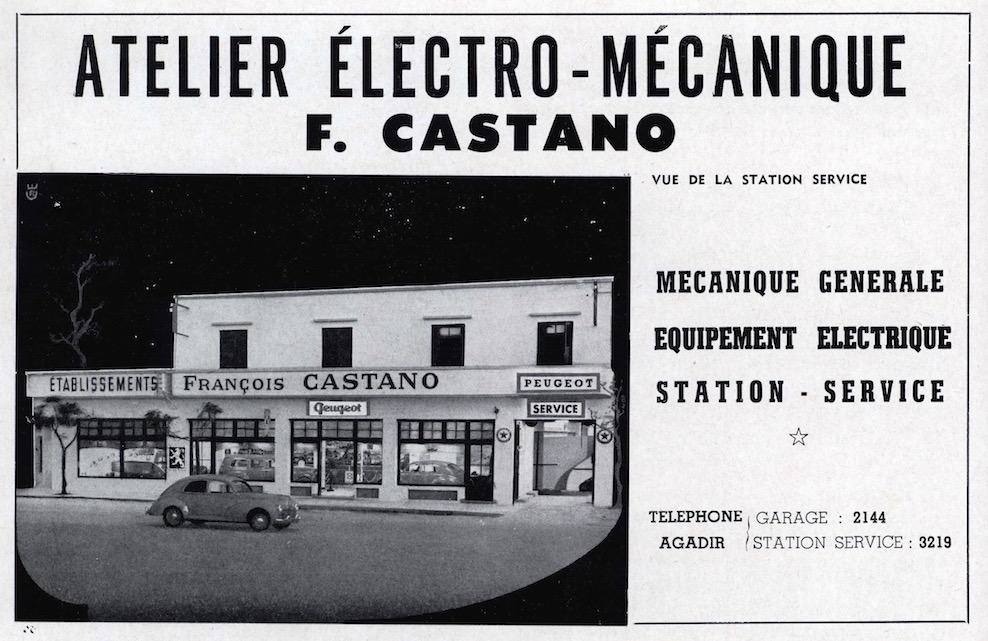 ATELIER ÉLECTRO-MÉCANIQUE
F. CASTANO
VUE DE LA STATION SERVICE
ÉTABLISSEMENTS FRANÇOIS CASTANO
PEUGEOT
Peugeot
SERVICE
MECANIQUE GENERALE
EQUIPEMENT ELECTRIQUE
STATION - SERVICE
TELEPHONE AGADIR
GARAGE : 2144
STATION SERVICE : 3219